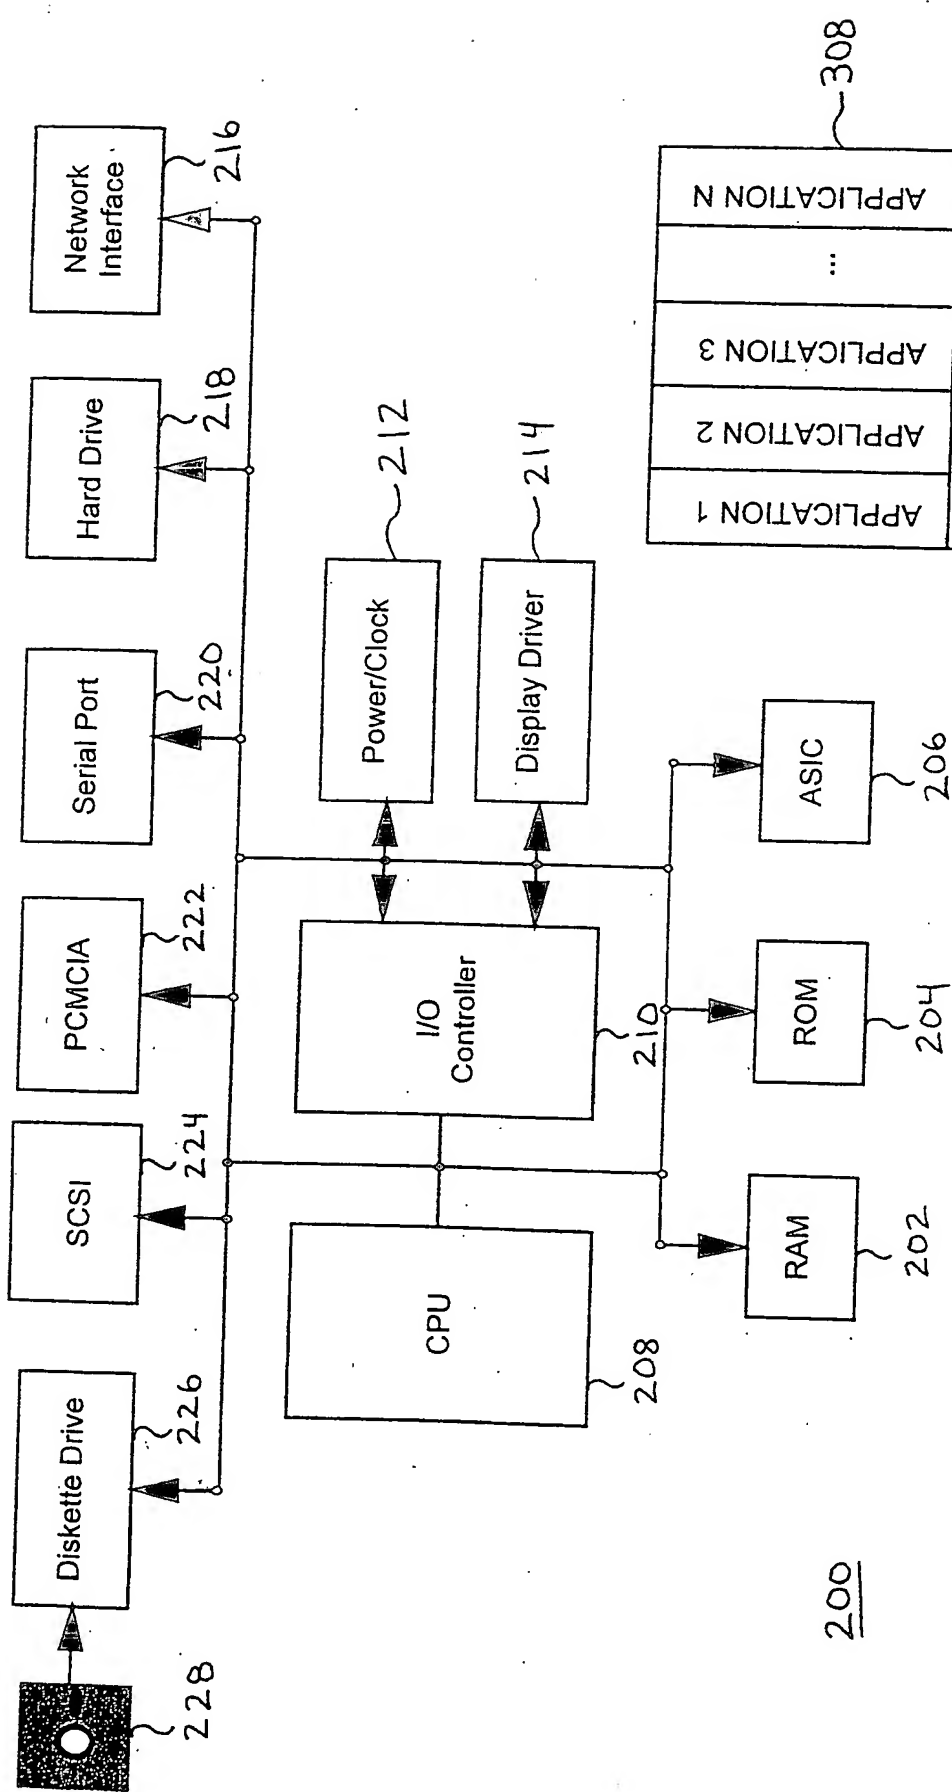 Diskette Drive
SCSI
PCMCIA
Serial Port
Hard Drive
Network
Interface
228
226
224
222
220
218
216
CPU
I/O
Controller
Power/Clock
212
Display Driver
214
208
210
RAM
ROM
ASIC
202
204
206
APPLICATION 1
APPLICATION 2
APPLICATION 3
...
APPLICATION N
308
200